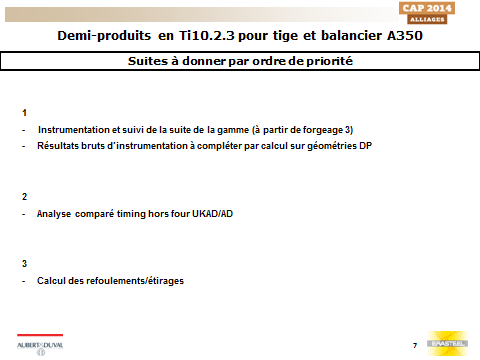 CAP 2014
ALLIAGES
Demi-produits en Ti10.2.3 pour tige et balancier A350
Suites à donner par ordre de priorité
1
- Instrumentation et suivi de la suite de la gamme (à partir de forgeage 3)
- Résultats bruts d'instrumentation à compléter par calcul sur géométries DP
2
- Analyse comparé timing hors four UKAD/AD
3
- Calcul des refoulements/étirages
AUBERT&DUVAL
7
ERASTEEL